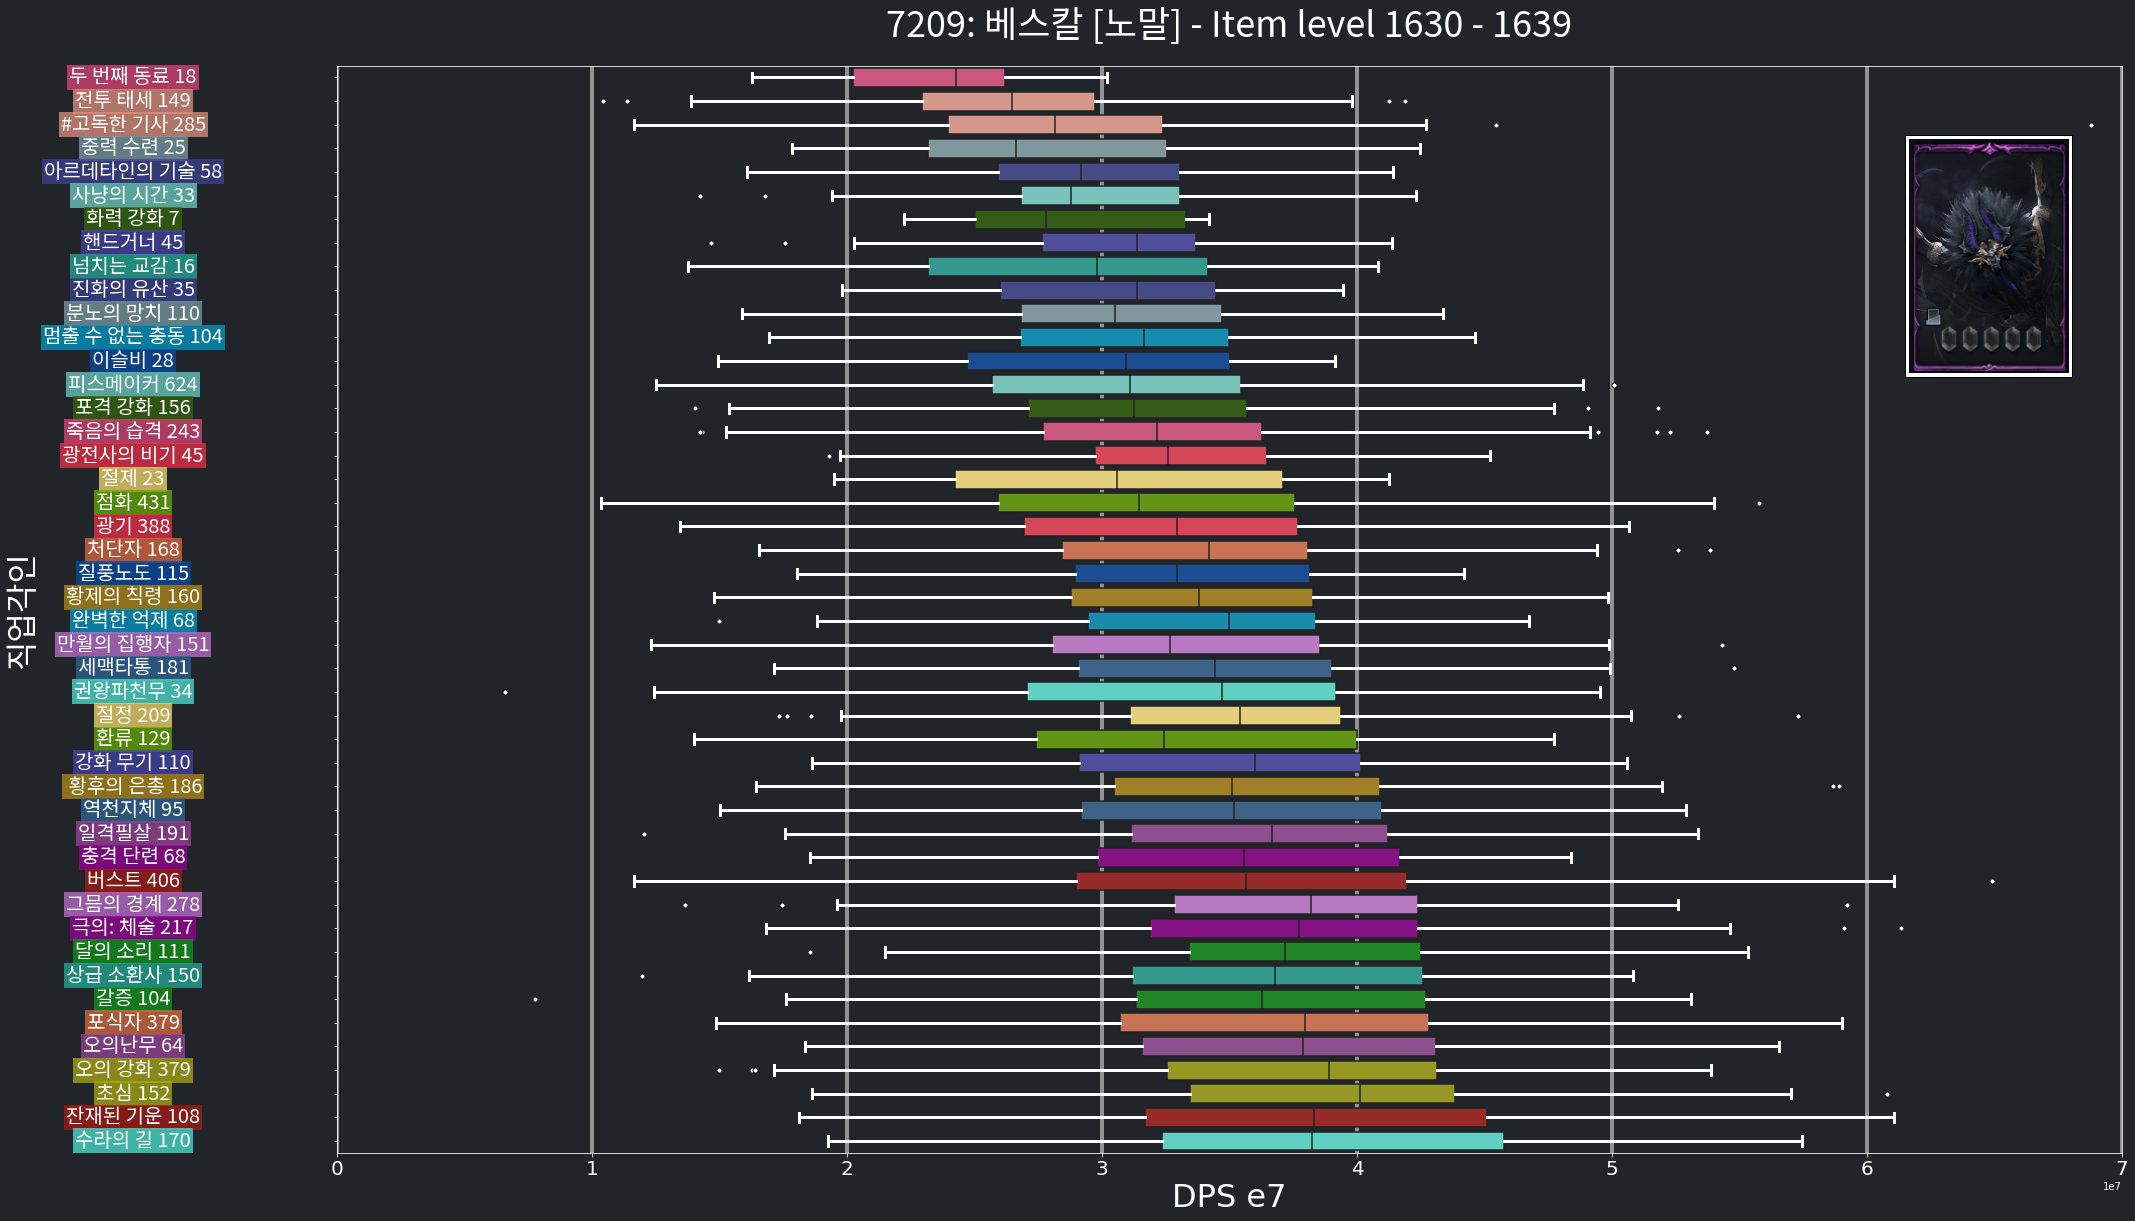 7209: 베스칼 [노말] - Item level 1630 - 1639
두 번째 동료 18
전투 태세 149
#고독한 기사 285
중력 수련 25
아르데타인의 기술 58
사냥의 시간 33
화력 강화 7
핸드거너 45
넘치는 교감 16
진화의 유산 35
분노의 망치 110
멈출 수 없는 충동 104
이슬비 28
피스메이커 624
포격 강화 156
죽음의 습격 243
광전사의 비기 45
절제 23
점화 431
광기 388
처단자 168
질풍노도 115
황제의 칙령 160
완벽한 억제 68
만월의 집행자 151
세맥타통 181
권왕파천무 34
절정 209
환류 129
강화 무기 110
황후의 은총 186
역천지체 95
일격필살 191
충격 단련 68
버스트 406
그믐의 경계 278
극의: 체술 217
달의 소리 111
상급 소환사 150
갈증 104
포식자 379
오의난무 64
오의 강화 379
초심 152
잔재된 기운 108
수라의 길 170
직업각인
0 1 2 3 4 5 6 7
DPS e7
1e7